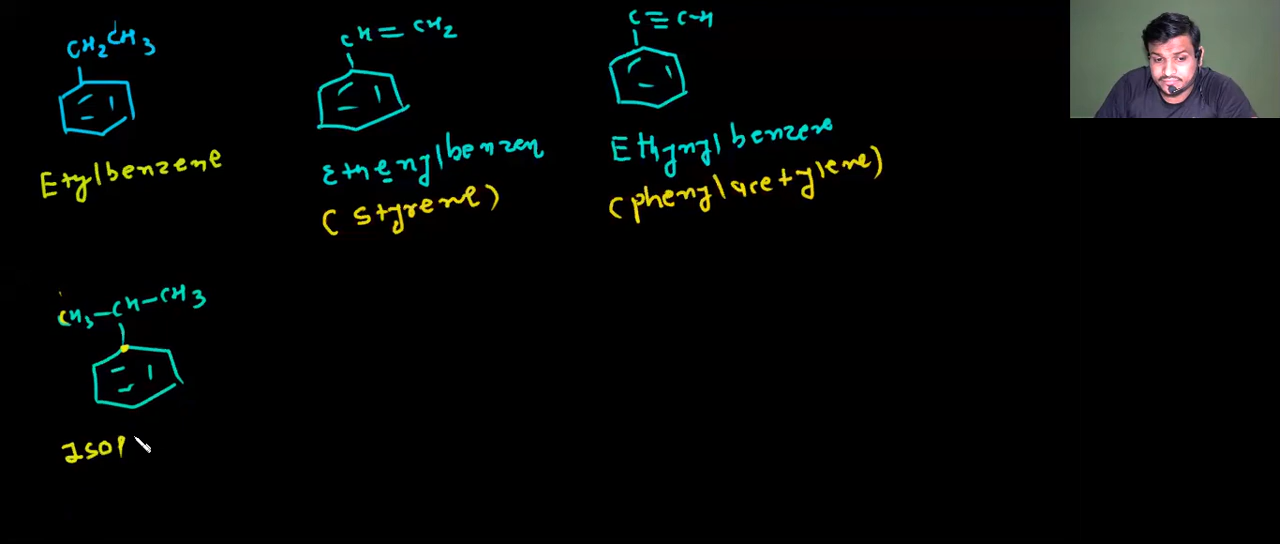 CH2CH3
CH=CH2
C≡C-H
Etylbenzene
Ethenylbenzen
Ethynylbenzene
(styrene)
(phenylacetylene)
CH3-CH-CH3
Isop